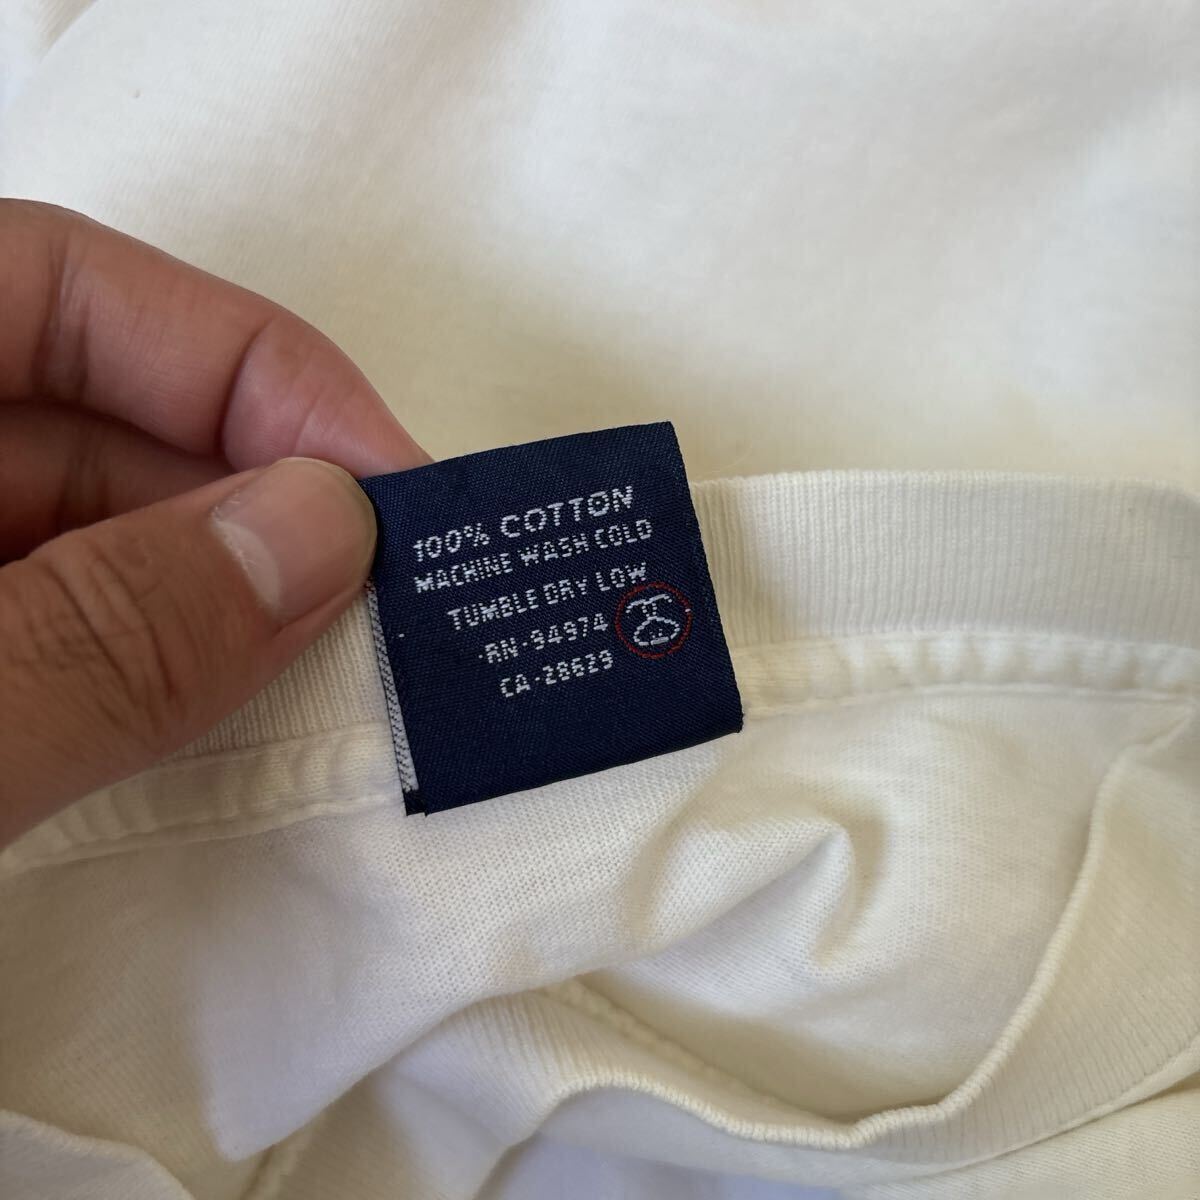 100% COTTON
MACHINE WASH COLD
TUMBLE DRY LOW
RN-94974
CA-28629